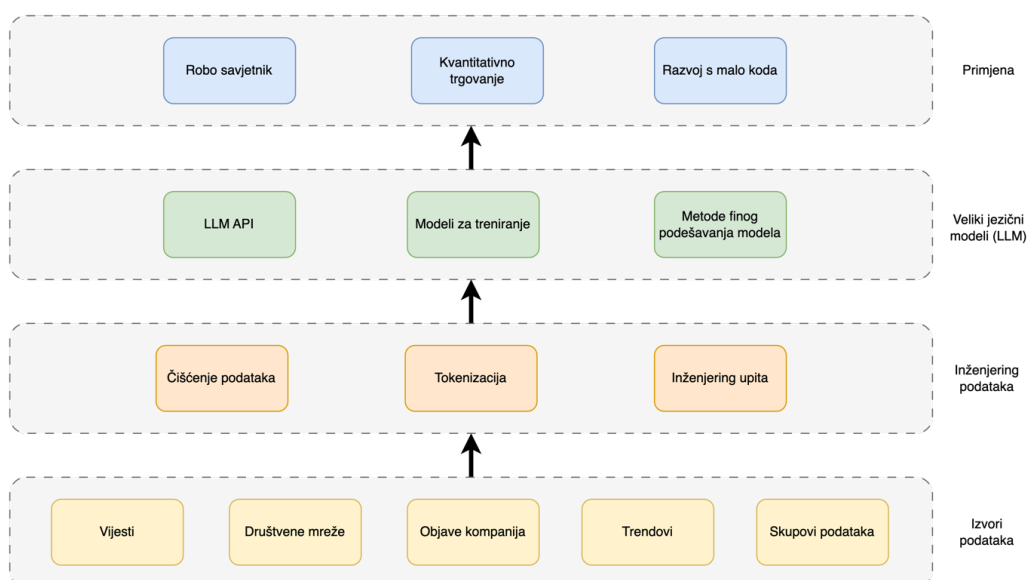 Robo savjetnik
Kvantitativno
trgovanje
Razvoj s malo koda
Primjena
LLM API
Modeli za treniranje
Metode finog
podešavanja modela
Veliki jezični
modeli (LLM)
Čišćenje podataka
Tokenizacija
Inženjering upita
Inženjering
podataka
Vijesti
Društvene mreže
Objave kompanija
Trendovi
Skupovi podataka
Izvori
podataka